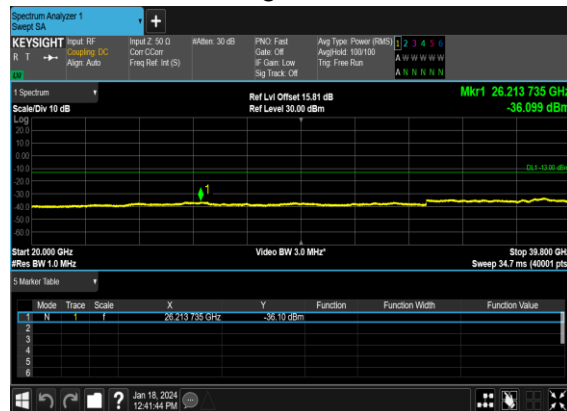 Spectrum Analyzer 1
Swept SA
KEYSIGHT Input: RF Input Z: 50 Ω #Atten: 30 dB PNO: Fast Avg Type: Power (RMS) 1 2 3 4 5 6
R T Coupling: DC Corr CCorr Gate: Off Avg|Hold: 100/100 A W W W W W
Align: Auto Freq Ref: Int (S) IF Gain: Low Trig: Free Run
Sig Track: Off A N N N N N
LXI
1 Spectrum Ref Lvl Offset 15.81 dB Mkr1 26.213 735 GHz
Scale/Div 10 dB Ref Level 30.00 dBm -36.099 dBm
Log
20.0
10.0
0.00
-10.0 DL1 -13.00 dBm
-20.0
-30.0 1
-40.0
-50.0
-60.0
Start 20.000 GHz Video BW 3.0 MHz* Stop 39.800 GHz
#Res BW 1.0 MHz Sweep 34.7 ms (40001 pts)
5 Marker Table
Mode Trace Scale X Y Function Function Width Function Value
1 N 1 f 26.213 735 GHz -36.10 dBm
2
3
4
5
6
? Jan 18, 2024
12:41:44 PM